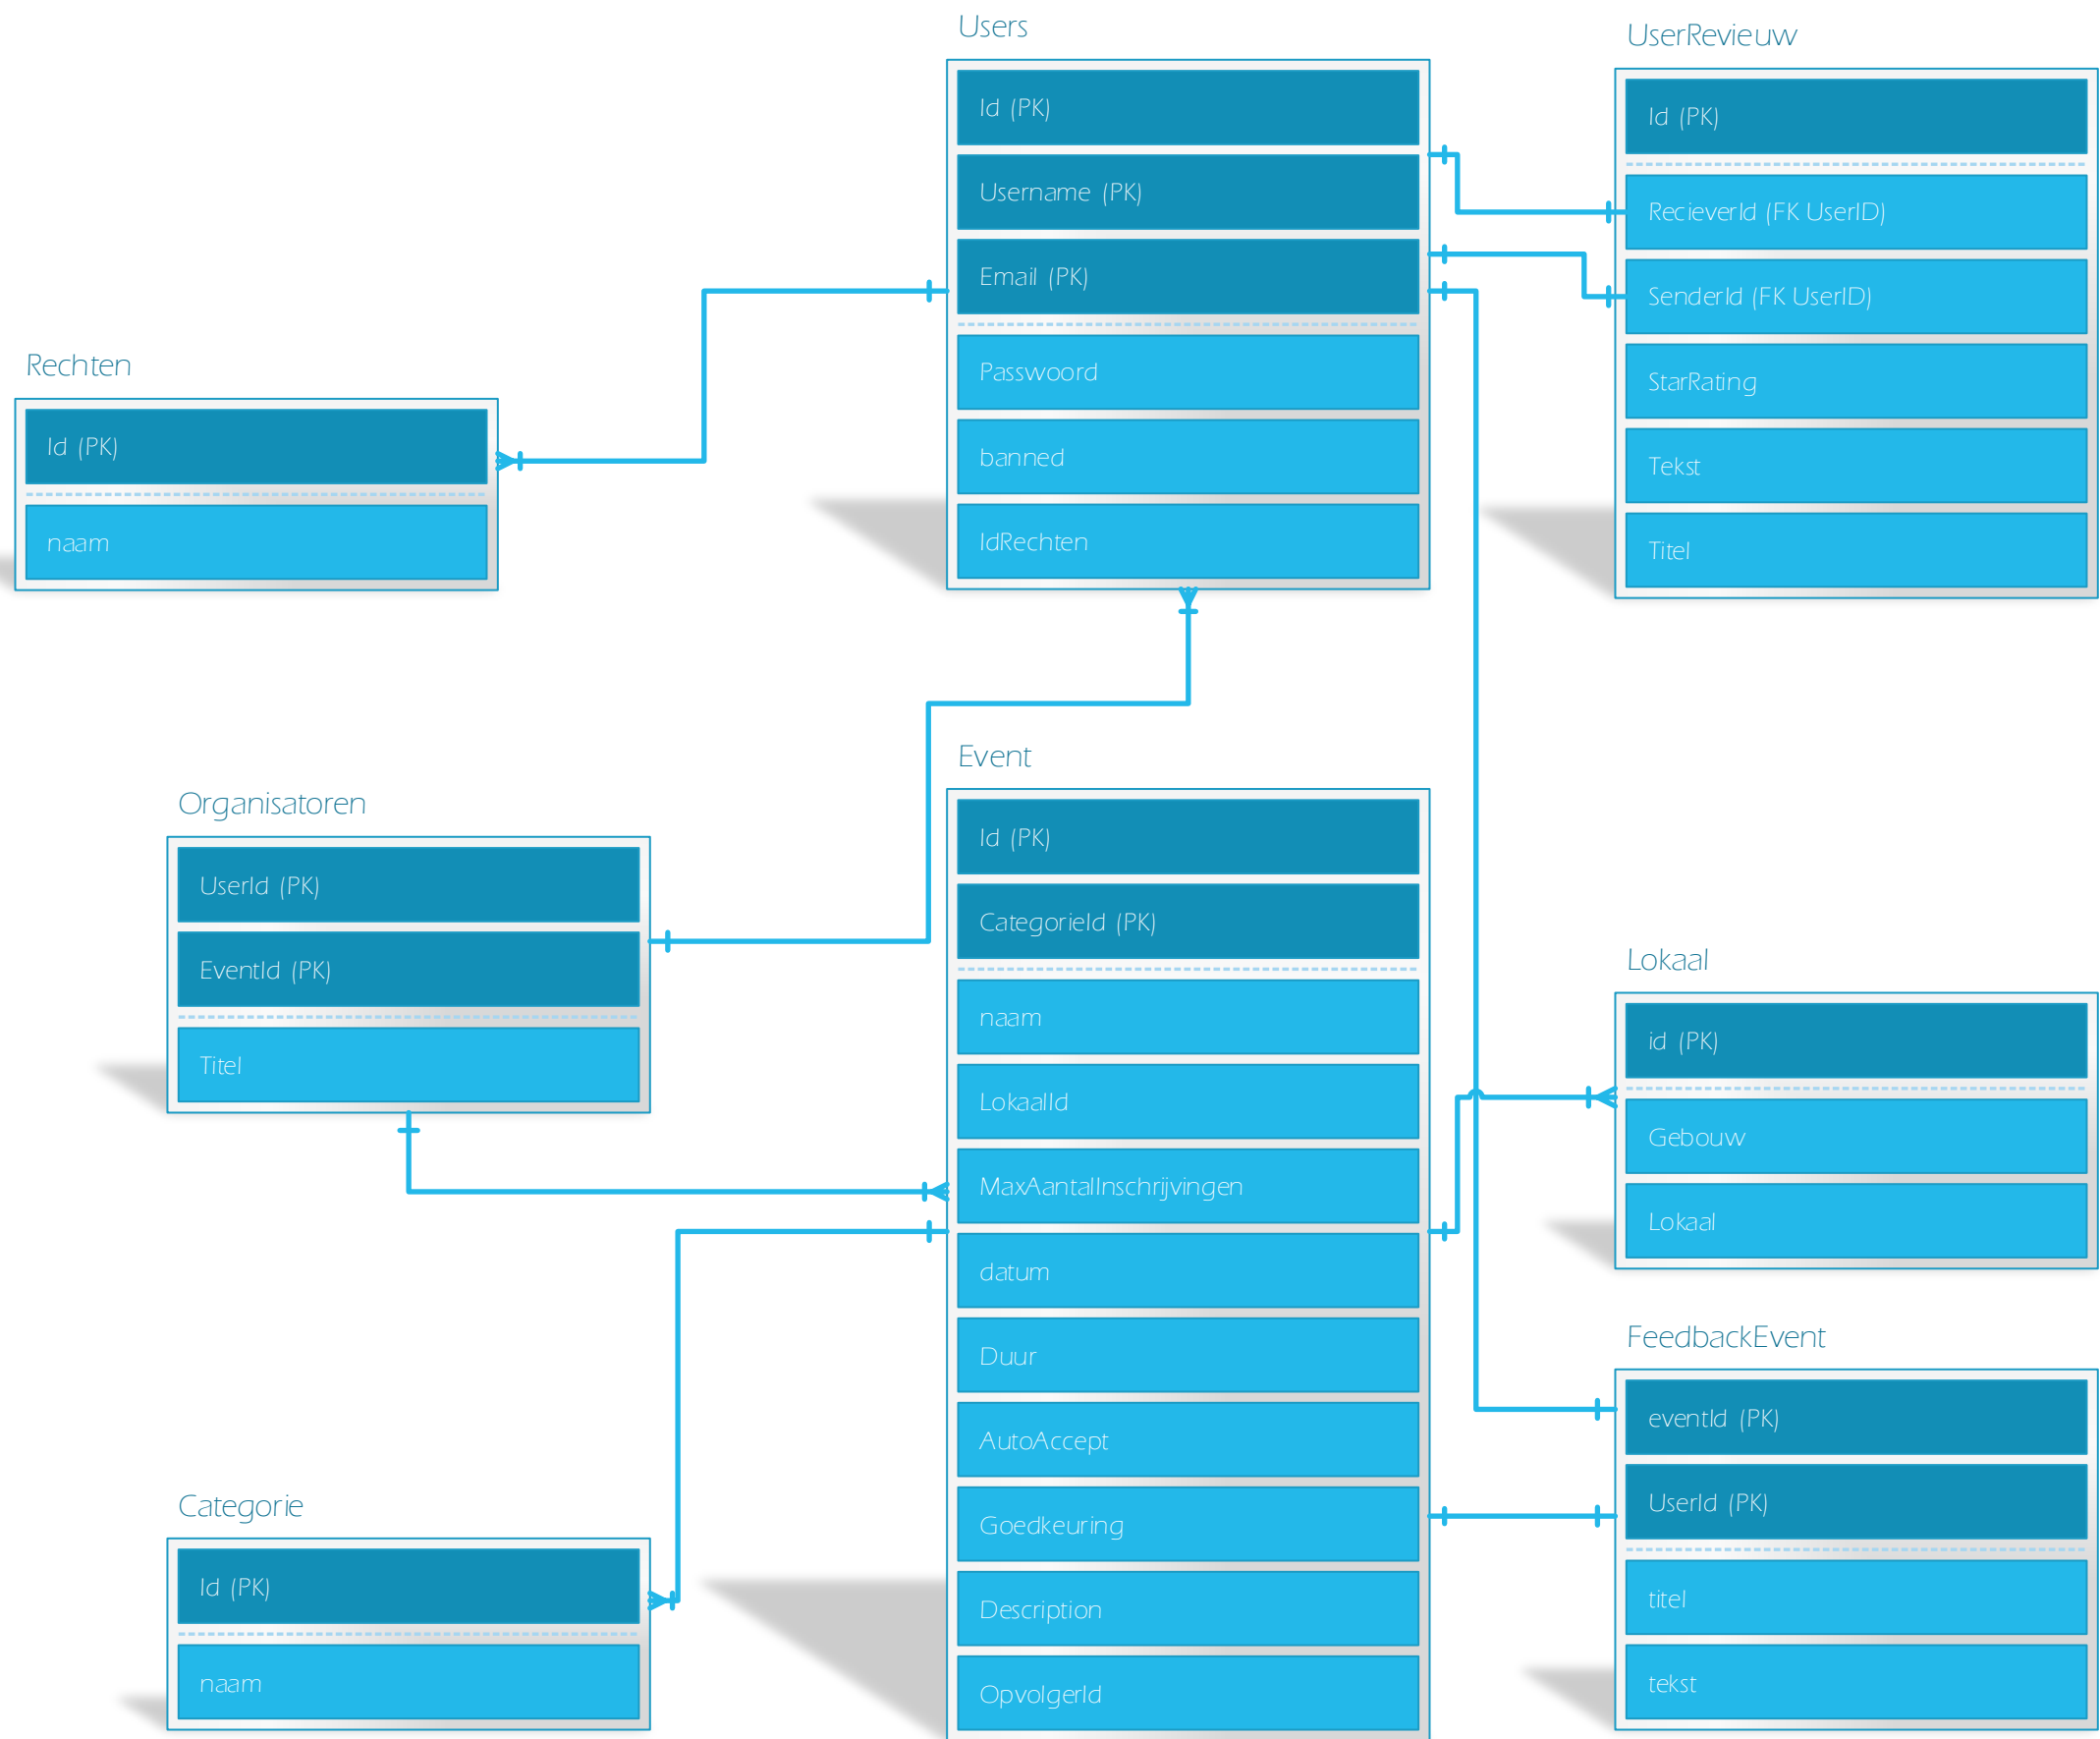 Users
Id (PK)
Username (PK)
Email (PK)
Passwoord
banned
IdRechten
UserRevieuw
Id (PK)
RecieverId (FK UserID)
SenderId (FK UserID)
StarRating
Tekst
Titel
Rechten
Id (PK)
naam
Organisatoren
UserId (PK)
EventId (PK)
Titel
Event
Id (PK)
CategorieId (PK)
naam
LokaalId
MaxAantalInschrijvingen
datum
Duur
AutoAccept
Goedkeuring
Description
OpvolgerId
Lokaal
id (PK)
Gebouw
Lokaal
FeedbackEvent
eventId (PK)
UserId (PK)
titel
tekst
Categorie
Id (PK)
naam